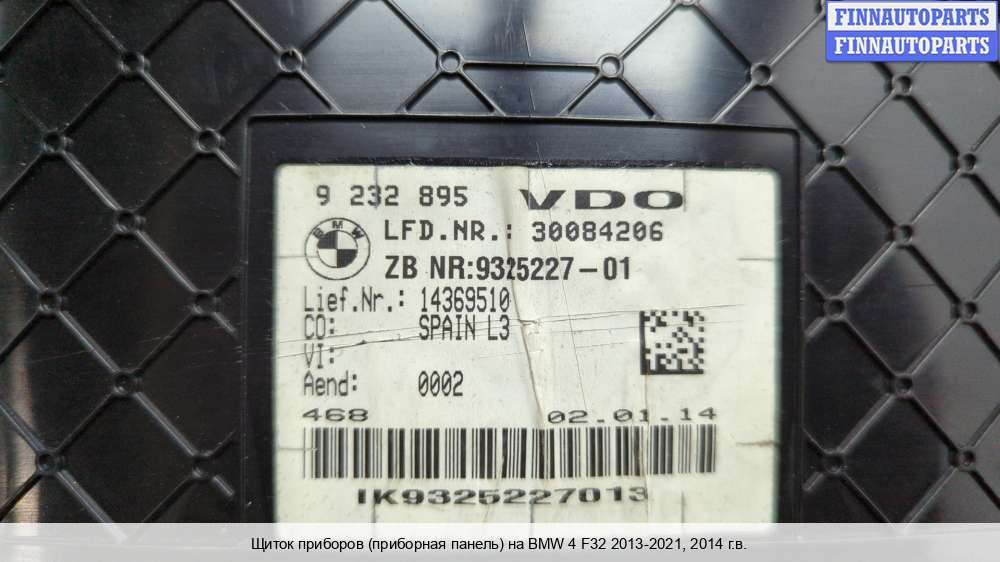 FINNAUTOPARTS
FINNAUTOPARTS
9 232 895 VDO
BMW
LFD.NR.: 30084206
ZB NR:9325227-01
Lief.Nr.: 14369510
CO: SPAIN L3
VI:
Aend: 0002
468 02.01.14
IK9325227013
Щиток приборов (приборная панель) на BMW 4 F32 2013-2021, 2014 г.в.